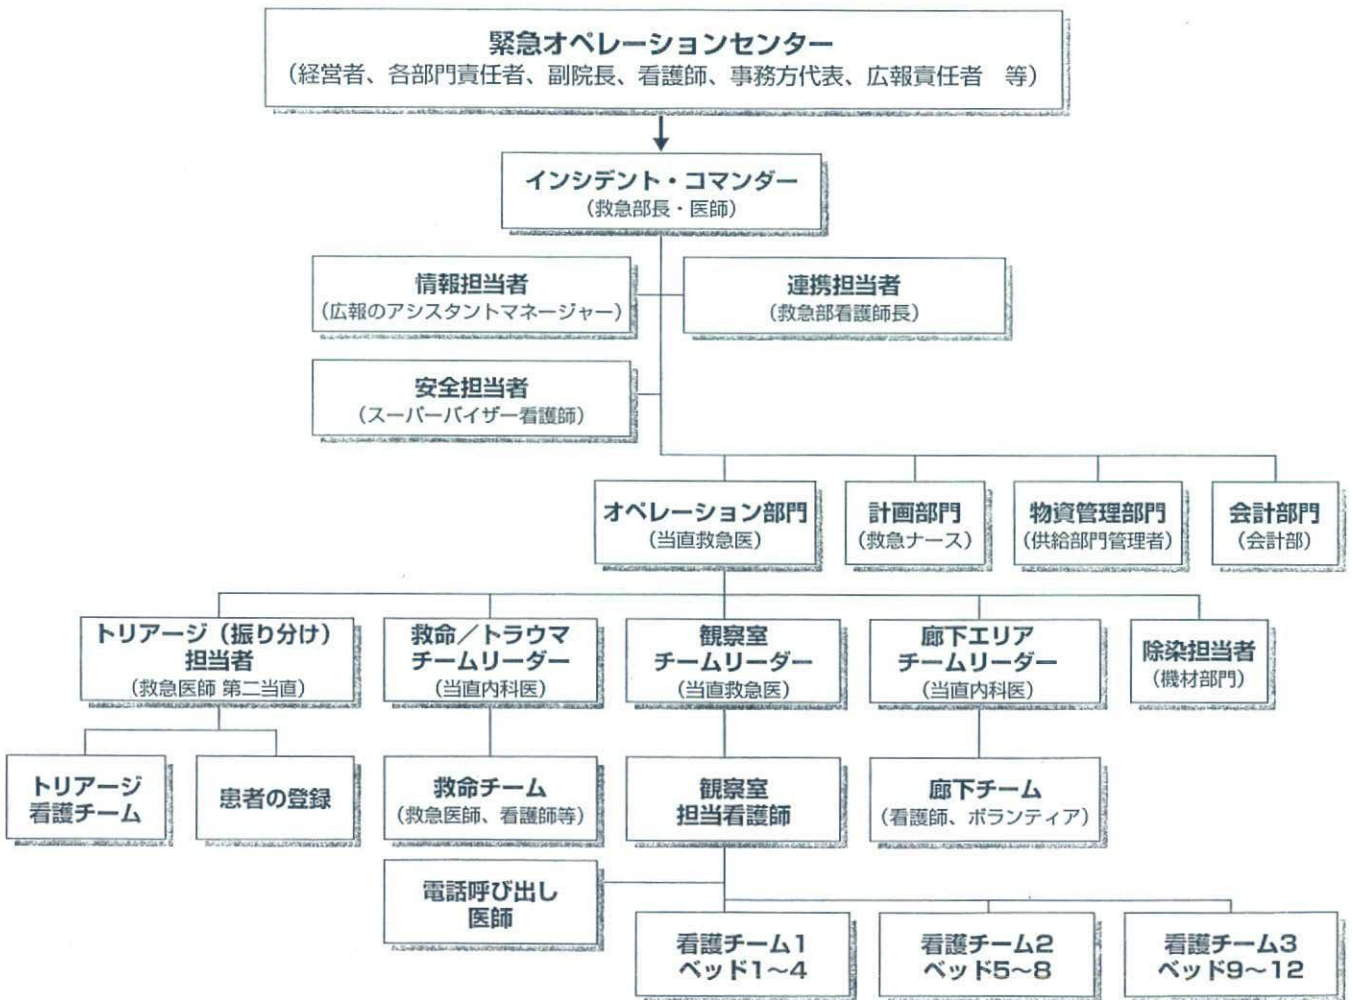 緊急オペレーションセンター
（経営者、各部門責任者、副院長、看護師、事務方代表、広報責任者　等）
インシデント・コマンダー
（救急部長・医師）
情報担当者
（広報のアシスタントマネージャー）
連携担当者
（救急部看護師長）
安全担当者
（スーパーバイザー看護師）
オペレーション部門
（当直救急医）
計画部門
（救急ナース）
物資管理部門
（供給部門管理者）
会計部門
（会計部）
トリアージ（振り分け）
担当者
（救急医師 第二当直）
救命／トラウマ
チームリーダー
（当直内科医）
観察室
チームリーダー
（当直救急医）
廊下エリア
チームリーダー
（当直内科医）
除染担当者
（機材部門）
トリアージ
看護チーム
患者の登録
救命チーム
（救急医師、看護師等）
観察室
担当看護師
廊下チーム
（看護師、ボランティア）
電話呼び出し
医師
看護チーム1
ベッド1～4
看護チーム2
ベッド5～8
看護チーム3
ベッド9～12